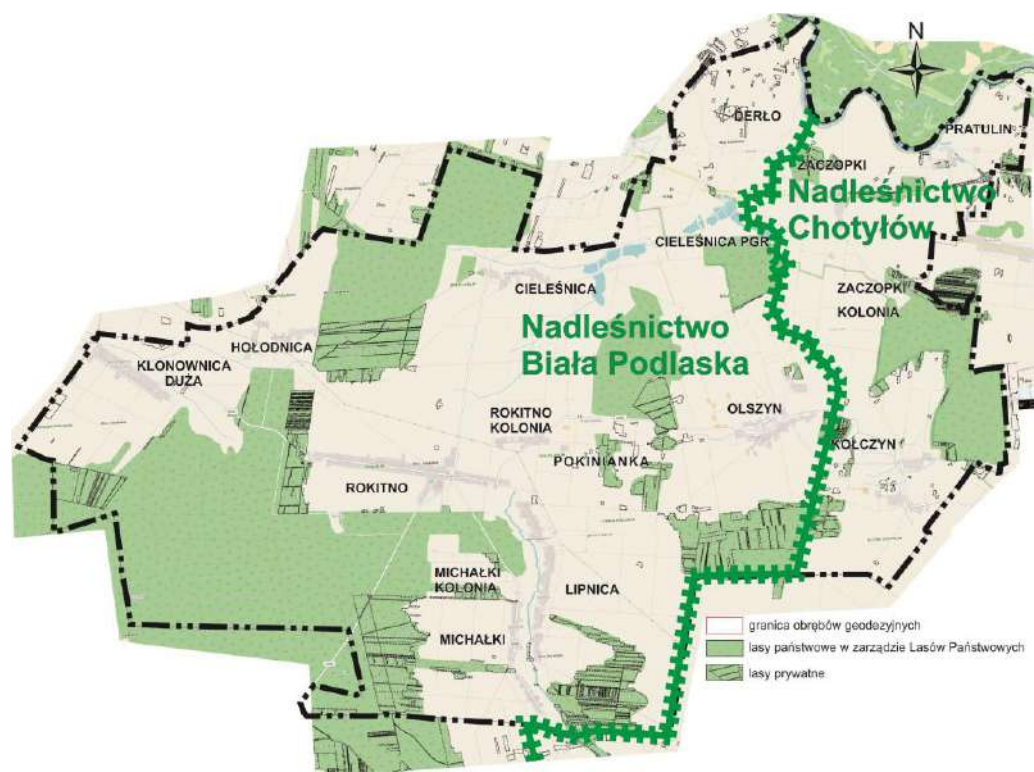 N
DERŁO
PRATULIN
ZACZOPKI
Nadleśnictwo
Chotyłów
CIELEŚNICA PGR
CIELEŚNICA
ZACZOPKI
KOLONIA
Nadleśnictwo
Biała Podlaska
HOŁODNICA
KLONOWNICA
DUŻA
ROKITNO
KOLONIA
OLSZYN
KOŁCZYN
POKINIANKA
ROKITNO
MICHAŁKI
KOLONIA
LIPNICA
MICHAŁKI
granica obrębów geodezyjnych
lasy państwowe w zarządzie Lasów Państwowych
lasy prywatne